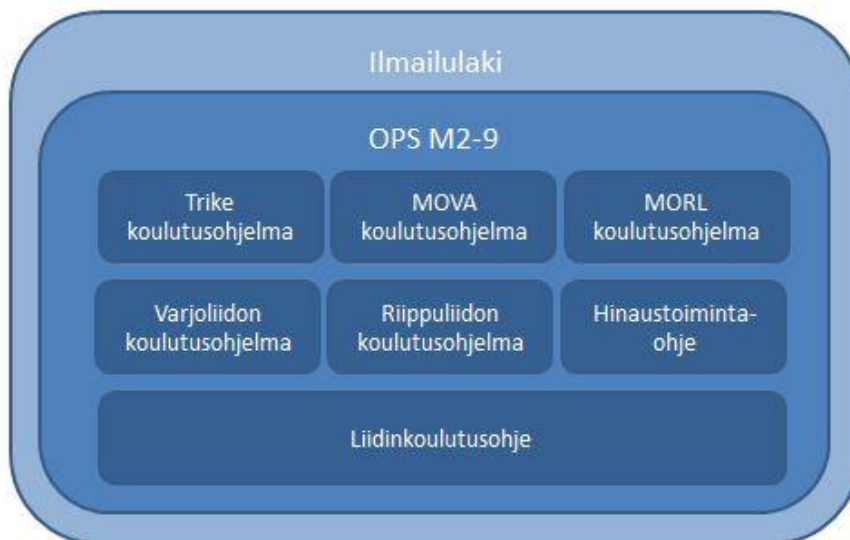 Ilmailulaki
OPS M2-9
Trike
koulutusohjelma
MOVA
koulutusohjelma
MORL
koulutusohjelma
Varjoliidon
koulutusohjelma
Riippuliidon
koulutusohjelma
Hinaustoiminta-
ohje
Liidinkoulutusohje